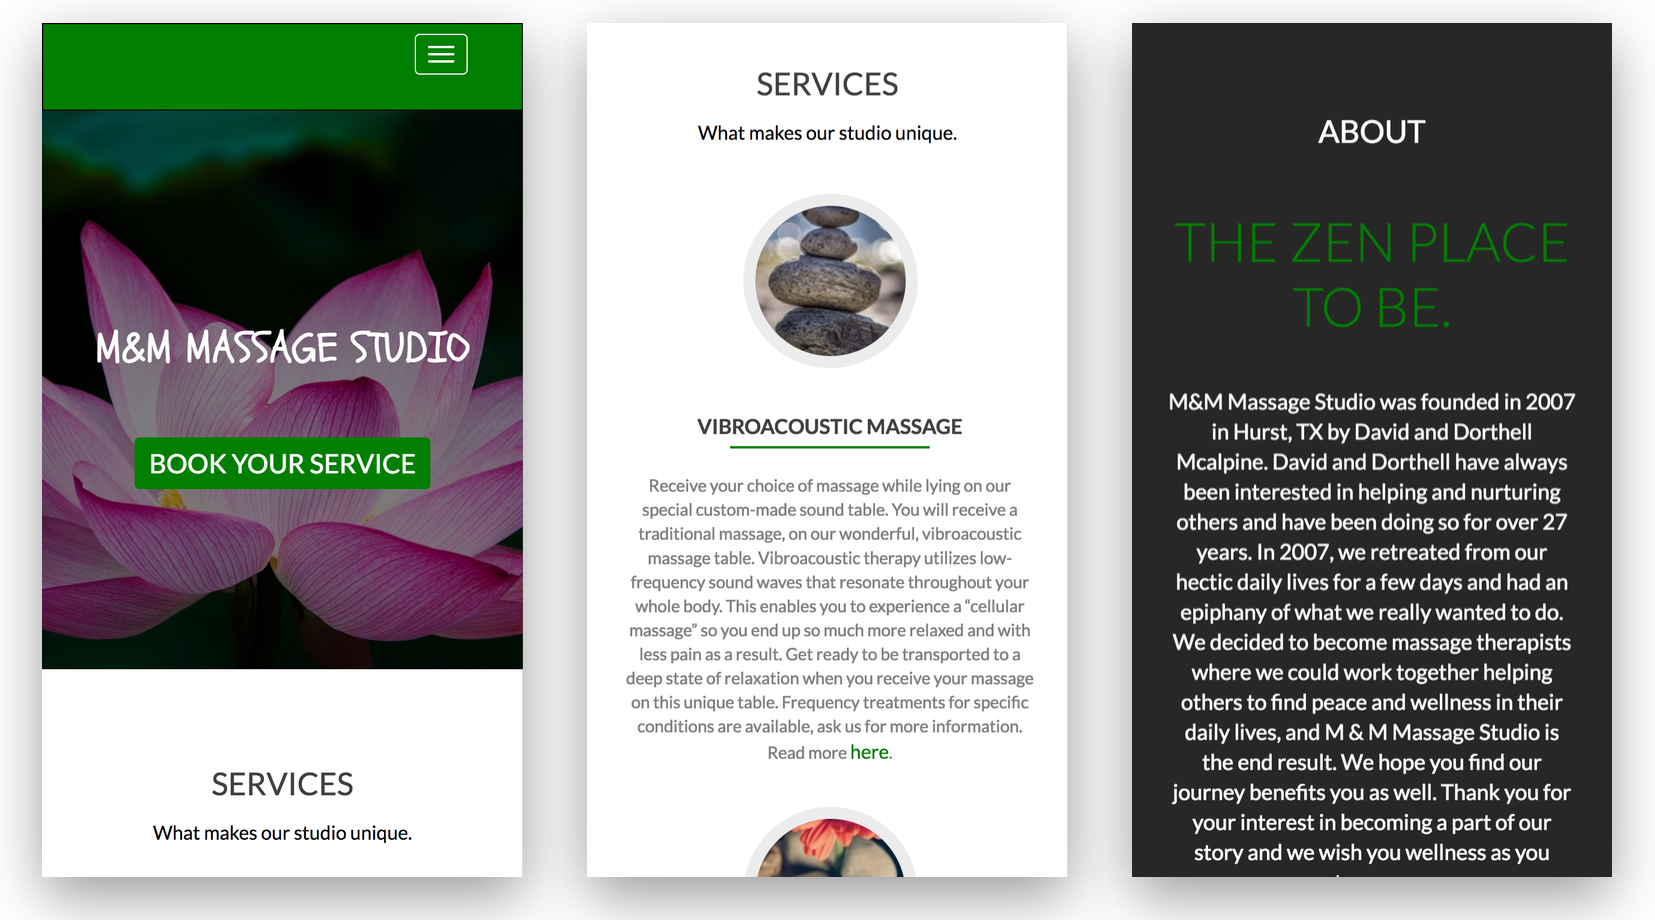 M&M MASSAGE STUDIO
BOOK YOUR SERVICE
SERVICES
What makes our studio unique.
SERVICES
What makes our studio unique.
VIBROACOUSTIC MASSAGE
Receive your choice of massage while lying on our
special custom-made sound table. You will receive a
traditional massage, on our wonderful, vibroacoustic
massage table. Vibroacoustic therapy utilizes low-
frequency sound waves that resonate throughout your
whole body. This enables you to experience a “cellular
massage” so you end up so much more relaxed and with
less pain as a result. Get ready to be transported to a
deep state of relaxation when you receive your massage
on this unique table. Frequency treatments for specific
conditions are available, ask us for more information.
Read more here.
ABOUT
THE ZEN PLACE
TO BE.
M&M Massage Studio was founded in 2007
in Hurst, TX by David and Dorthell
Mcalpine. David and Dorthell have always
been interested in helping and nurturing
others and have been doing so for over 27
years. In 2007, we retreated from our
hectic daily lives for a few days and had an
epiphany of what we really wanted to do.
We decided to become massage therapists
where we could work together helping
others to find peace and wellness in their
daily lives, and M & M Massage Studio is
the end result. We hope you find our
journey benefits you as well. Thank you for
your interest in becoming a part of our
story and we wish you wellness as you